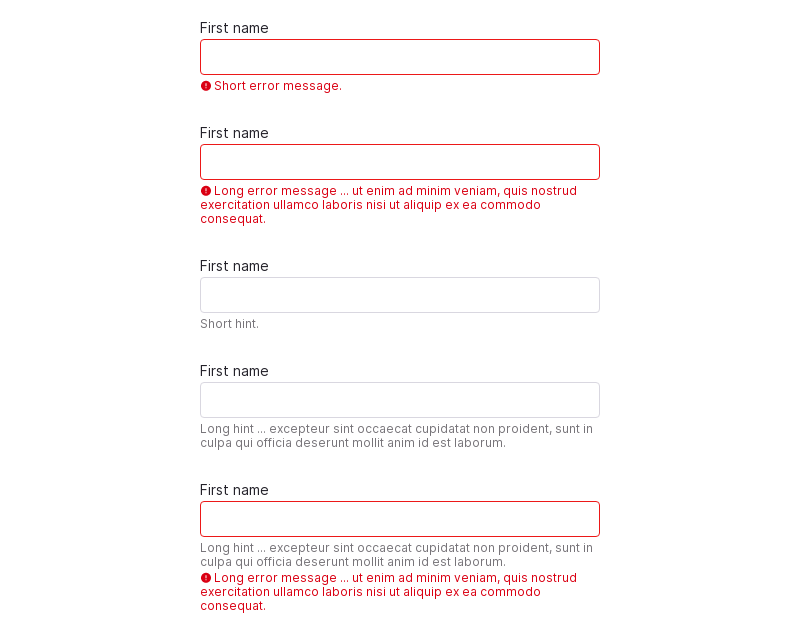 First name
Short error message.
First name
Long error message ... ut enim ad minim veniam, quis nostrud
exercitation ullamco laboris nisi ut aliquip ex ea commodo
consequat.
First name
Short hint.
First name
Long hint ... excepteur sint occaecat cupidatat non proident, sunt in
culpa qui officia deserunt mollit anim id est laborum.
First name
Long hint ... excepteur sint occaecat cupidatat non proident, sunt in
culpa qui officia deserunt mollit anim id est laborum.
Long error message ... ut enim ad minim veniam, quis nostrud
exercitation ullamco laboris nisi ut aliquip ex ea commodo
consequat.